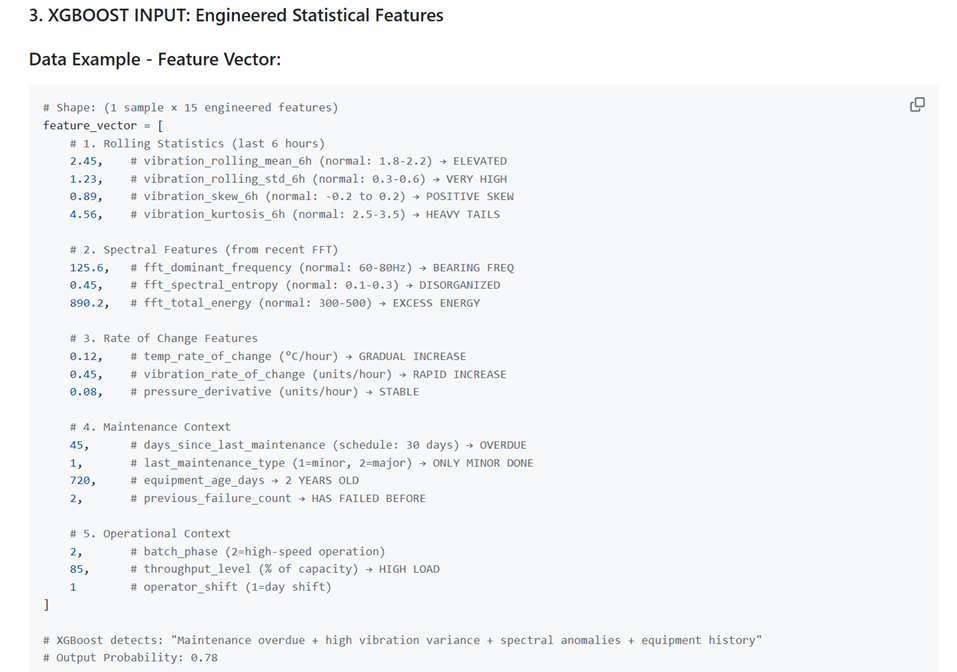 3. XGBOOST INPUT: Engineered Statistical Features
Data Example - Feature Vector:
# Shape: (1 sample × 15 engineered features)
feature_vector = [
# 1. Rolling Statistics (last 6 hours)
2.45, # vibration_rolling_mean_6h (normal: 1.8-2.2) → ELEVATED
1.23, # vibration_rolling_std_6h (normal: 0.3-0.6) → VERY HIGH
0.89, # vibration_skew_6h (normal: -0.2 to 0.2) → POSITIVE SKEW
4.56, # vibration_kurtosis_6h (normal: 2.5-3.5) → HEAVY TAILS
# 2. Spectral Features (from recent FFT)
125.6, # fft_dominant_frequency (normal: 60-80Hz) → BEARING FREQ
0.45, # fft_spectral_entropy (normal: 0.1-0.3) → DISORGANIZED
890.2, # fft_total_energy (normal: 300-500) → EXCESS ENERGY
# 3. Rate of Change Features
0.12, # temp_rate_of_change (°C/hour) → GRADUAL INCREASE
0.45, # vibration_rate_of_change (units/hour) → RAPID INCREASE
0.08, # pressure_derivative (units/hour) → STABLE
# 4. Maintenance Context
45, # days_since_last_maintenance (schedule: 30 days) → OVERDUE
1, # last_maintenance_type (1=minor, 2=major) → ONLY MINOR DONE
720, # equipment_age_days → 2 YEARS OLD
2, # previous_failure_count → HAS FAILED BEFORE
# 5. Operational Context
2, # batch_phase (2=high-speed operation)
85, # throughput_level (% of capacity) → HIGH LOAD
1 # operator_shift (1=day shift)
]
# XGBoost detects: "Maintenance overdue + high vibration variance + spectral anomalies + equipment history"
# Output Probability: 0.78